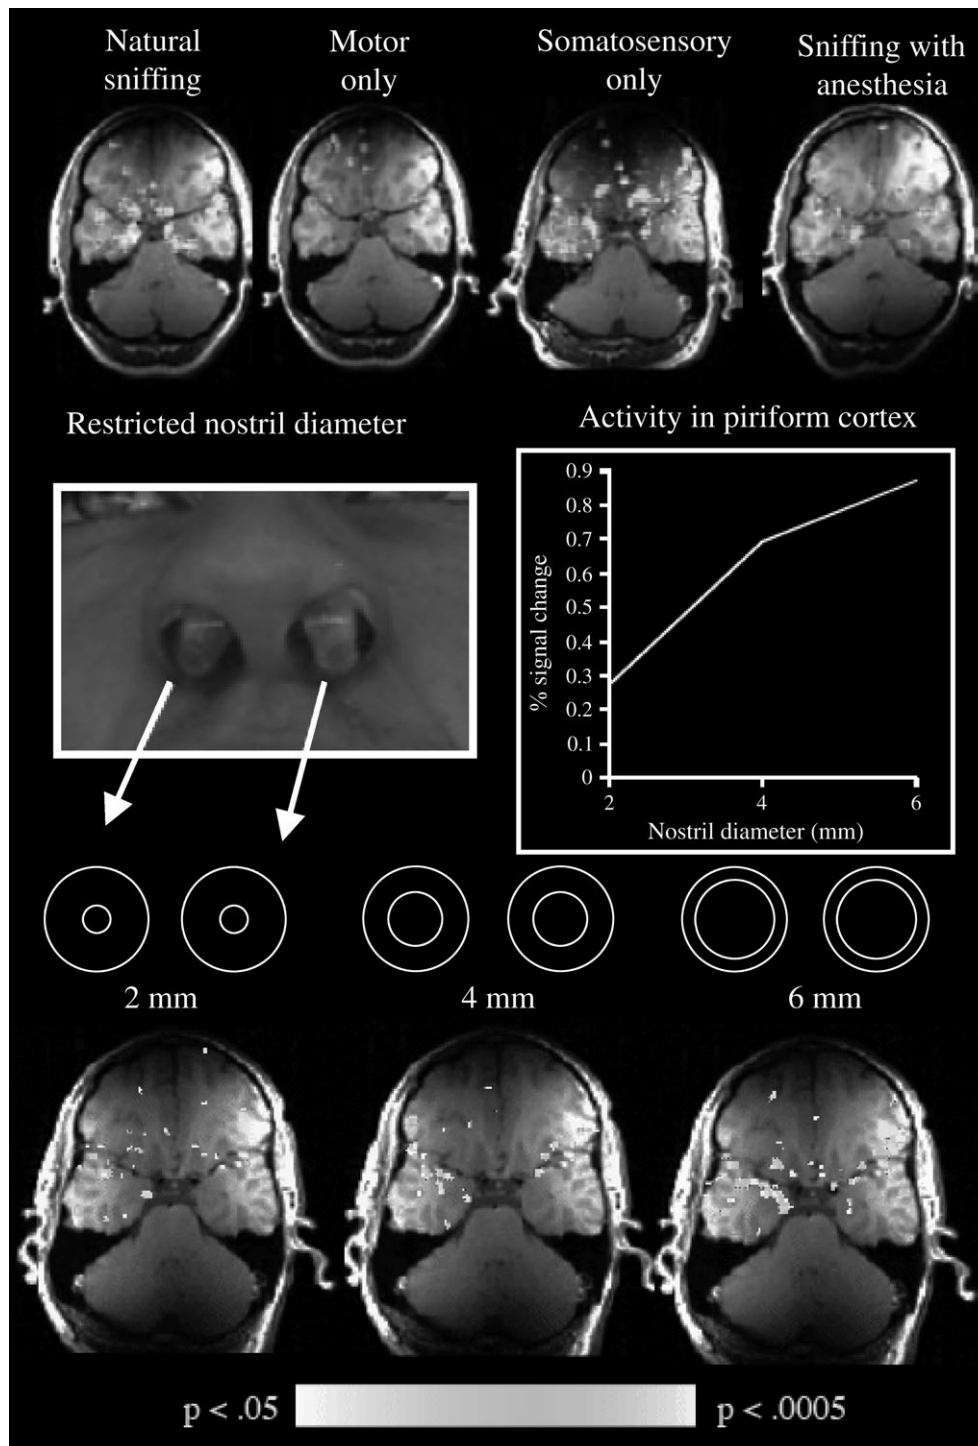 Natural
sniffing
Motor
only
Somatosensory
only
Sniffing with
anesthesia
Restricted nostril diameter
Activity in piriform cortex
0.9
0.8
0.7
0.6
0.5
0.4
0.3
0.2
0.1
0
% signal change
2
4
6
Nostril diameter (mm)
2 mm
4 mm
6 mm
p < .05
p < .0005